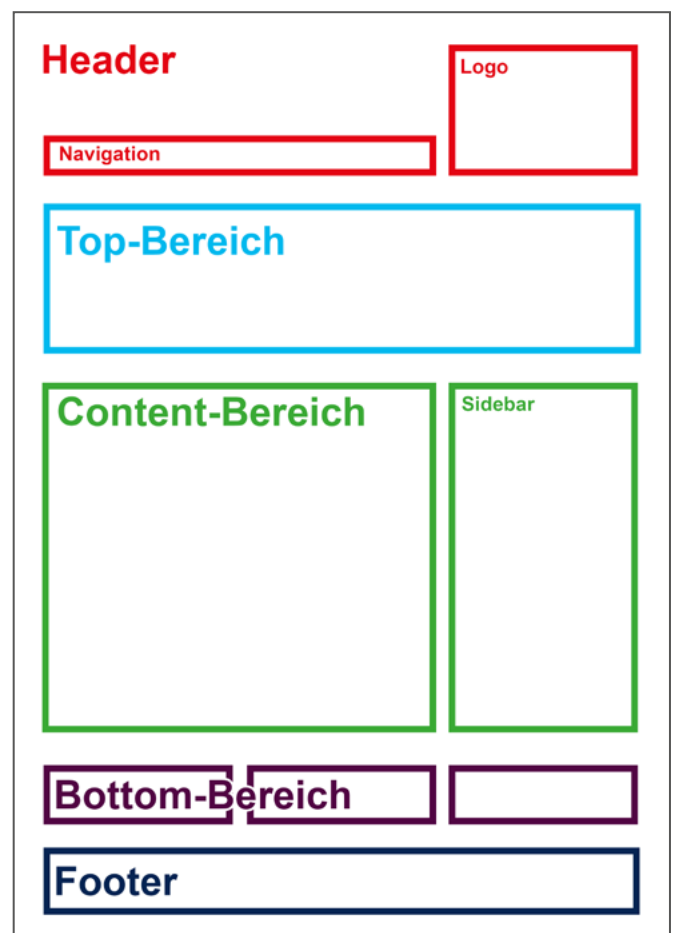 Header
Logo
Navigation
Top-Bereich
Content-Bereich
Sidebar
Bottom-Bereich
Footer